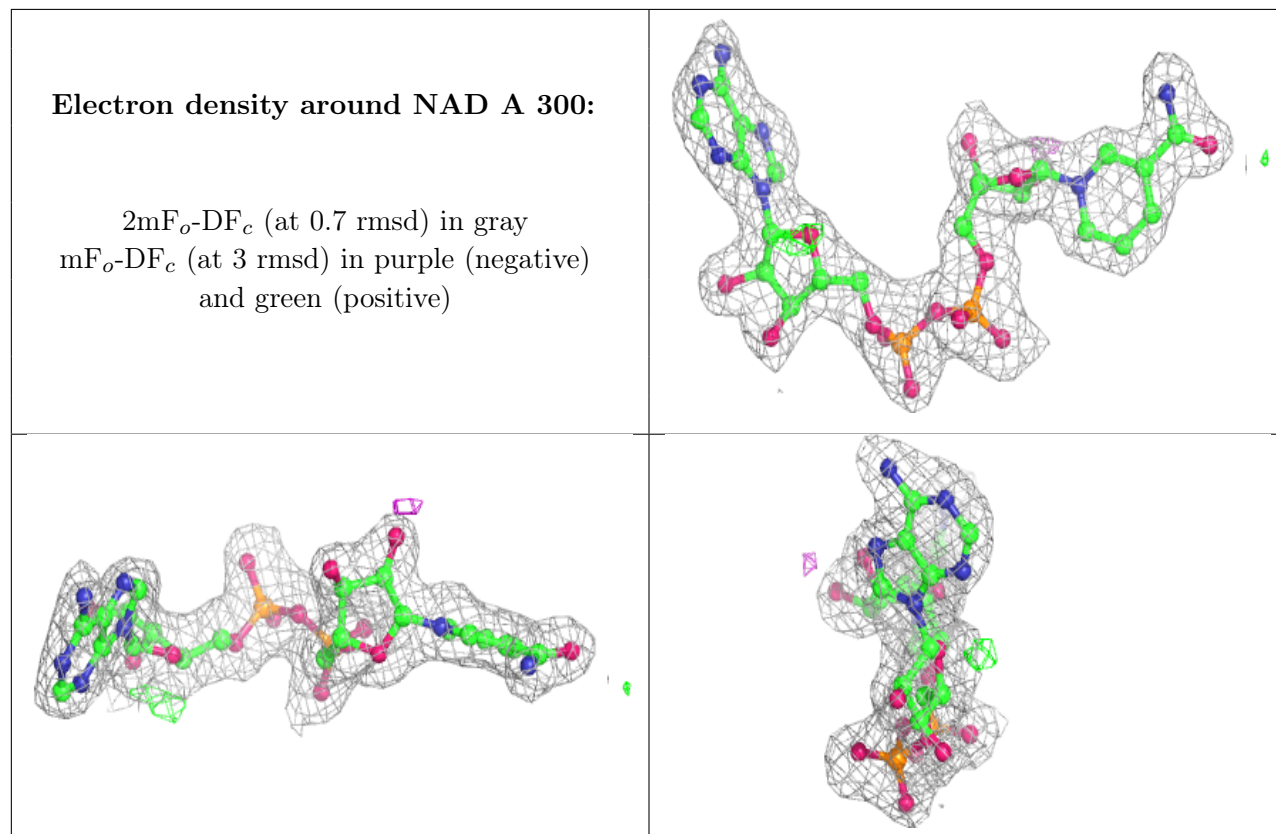 Electron density around NAD A 300:
2mFo-DFc (at 0.7 rmsd) in gray
mFo-DFc (at 3 rmsd) in purple (negative)
and green (positive)